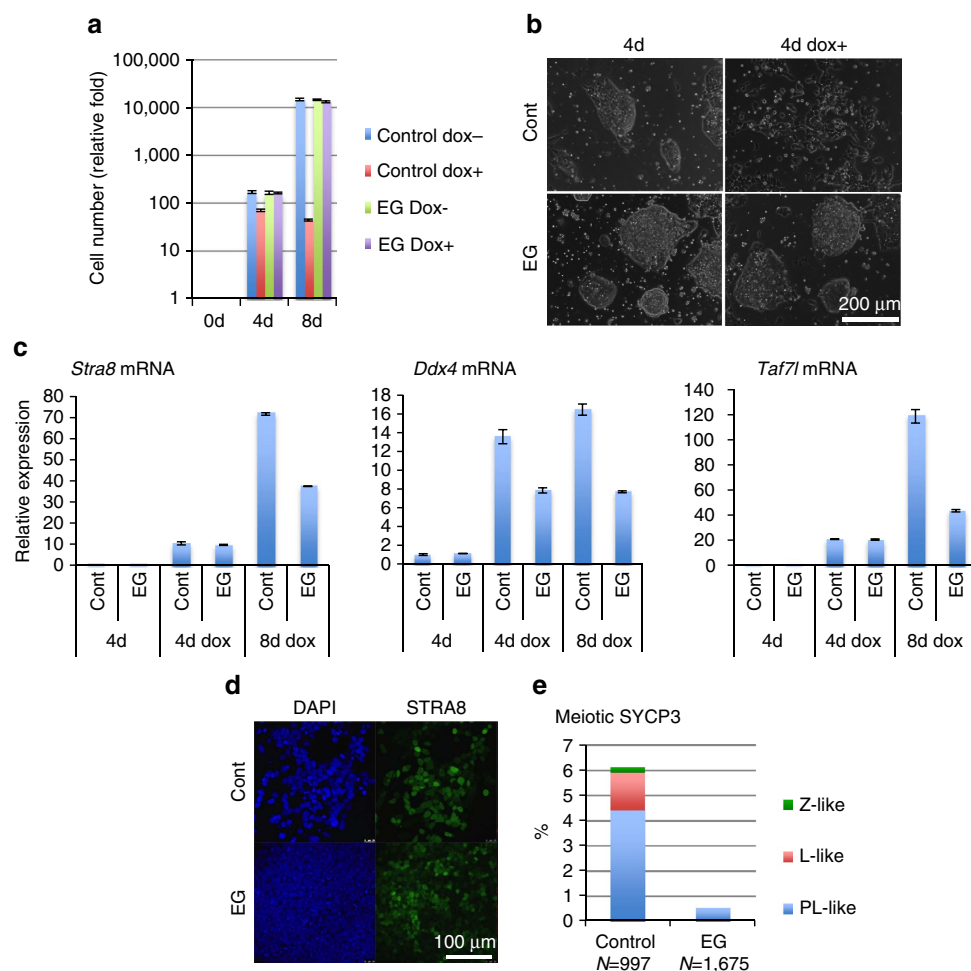 a
100,000
10,000
1,000
100
10
1
Cell number (relative fold)
0d 4d 8d
Control dox–
Control dox+
EG Dox-
EG Dox+
b
4d 4d dox+
Cont
EG
200 μm
c
Stra8 mRNA
Relative expression
80
70
60
50
40
30
20
10
0
Cont EG Cont EG Cont EG
4d 4d dox 8d dox
Ddx4 mRNA
18
16
14
12
10
8
6
4
2
0
Cont EG Cont EG Cont EG
4d 4d dox 8d dox
Taf7l mRNA
140
120
100
80
60
40
20
0
Cont EG Cont EG Cont EG
4d 4d dox 8d dox
d
DAPI STRA8
Cont
EG
100 μm
e
Meiotic SYCP3
7
6
5
4
3
2
1
0
%
Control EG
N=997 N=1,675
Z-like
L-like
PL-like